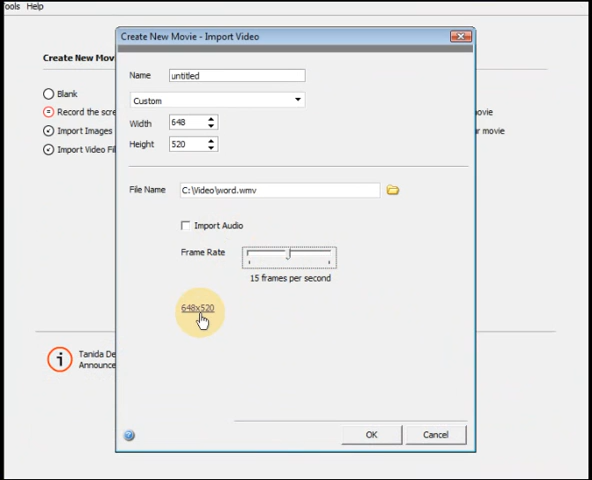 ools Help
Create New Movie - Import Video
Create New Mov
Name untitled
Custom
Blank
Width 648
Record the scre
ovie
Height 520
Import Images
r movie
Import Video Fil
File Name C:\Video\word.wmv
Import Audio
Frame Rate
15 frames per second
648x520
Tanida De
Announce
OK Cancel